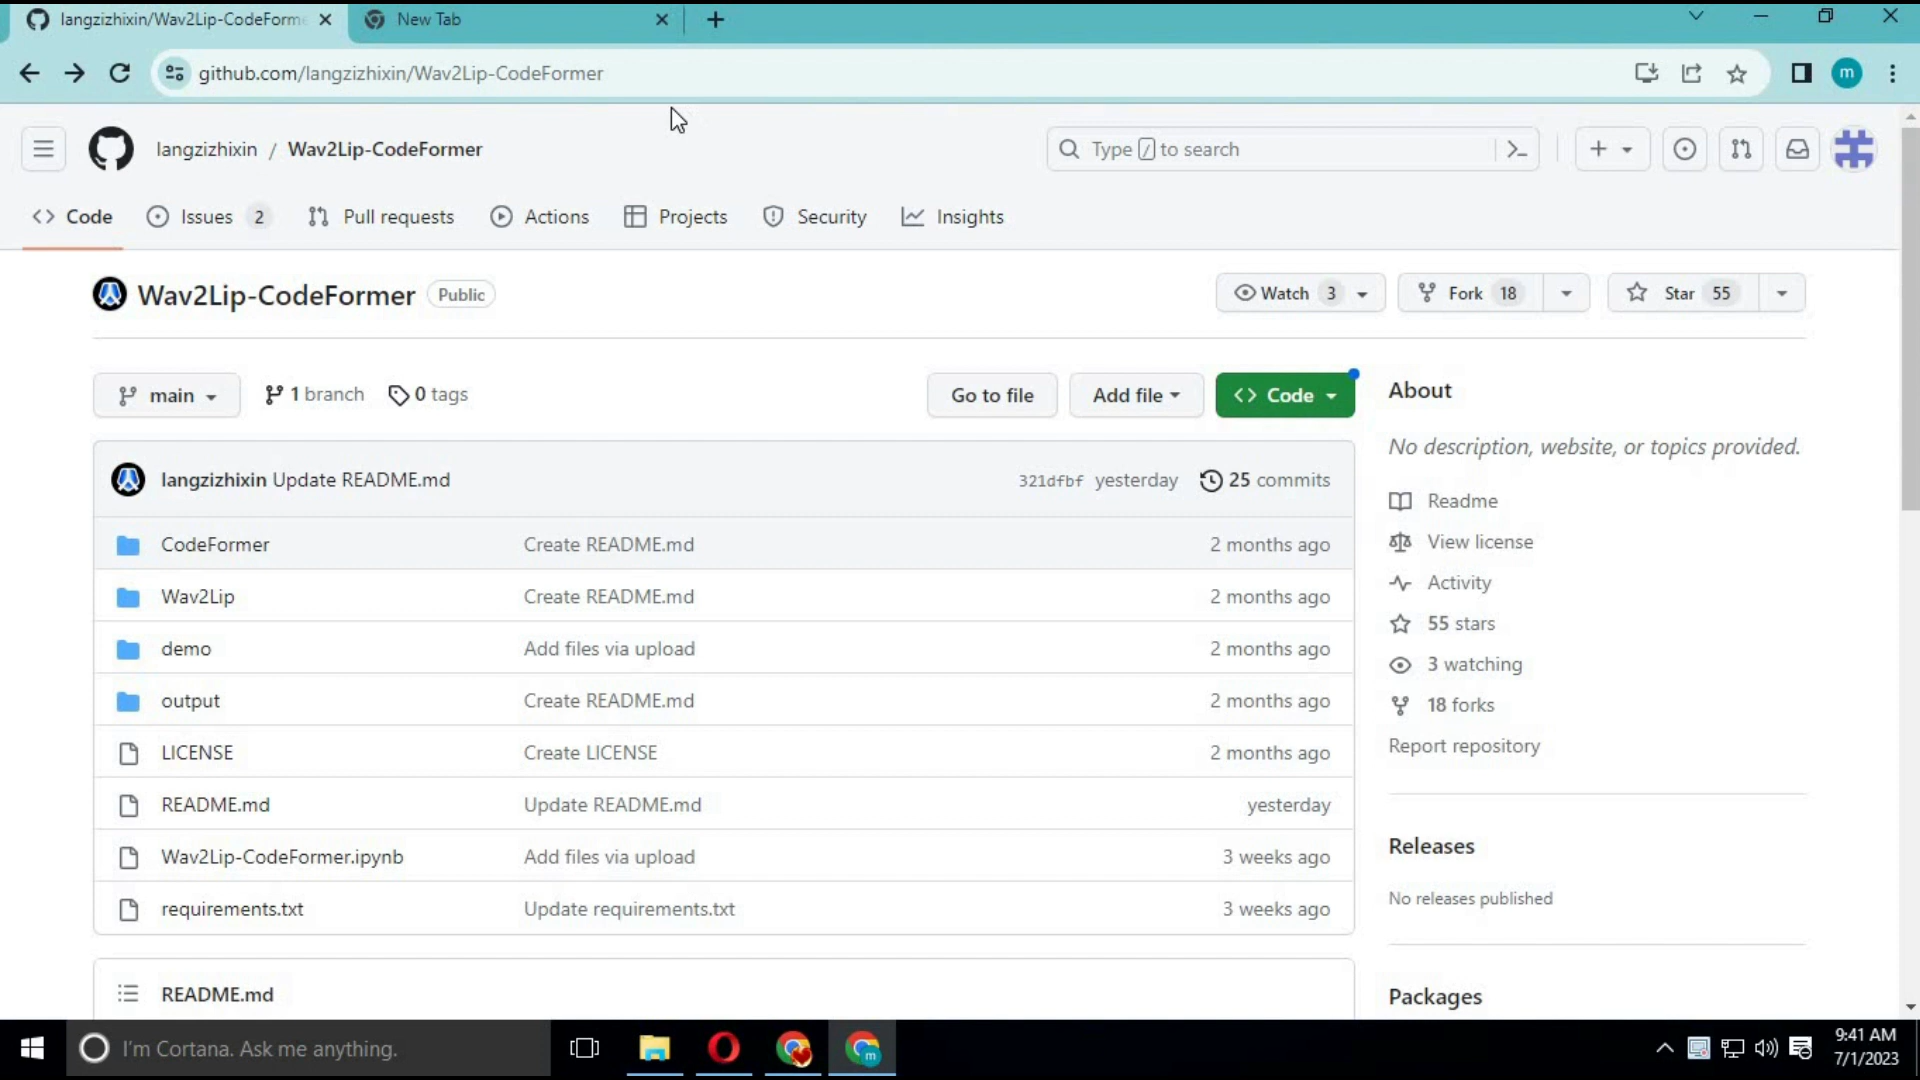 langzizhixin/Wav2Lip-CodeForme
New Tab
github.com/langzizhixin/Wav2Lip-CodeFormer
m
langzizhixin / Wav2Lip-CodeFormer
Type / to search
Code
Issues 2
Pull requests
Actions
Projects
Security
Insights
Wav2Lip-CodeFormer Public
Watch 3
Fork 18
Star 55
main
1 branch
0 tags
Go to file
Add file
Code
langzizhixin Update README.md 321dfbf yesterday 25 commits
CodeFormer Create README.md 2 months ago
Wav2Lip Create README.md 2 months ago
demo Add files via upload 2 months ago
output Create README.md 2 months ago
LICENSE Create LICENSE 2 months ago
README.md Update README.md yesterday
Wav2Lip-CodeFormer.ipynb Add files via upload 3 weeks ago
requirements.txt Update requirements.txt 3 weeks ago
README.md
About
No description, website, or topics provided.
Readme
View license
Activity
55 stars
3 watching
18 forks
Report repository
Releases
No releases published
Packages
I'm Cortana. Ask me anything.
m
9:41 AM
7/1/2023